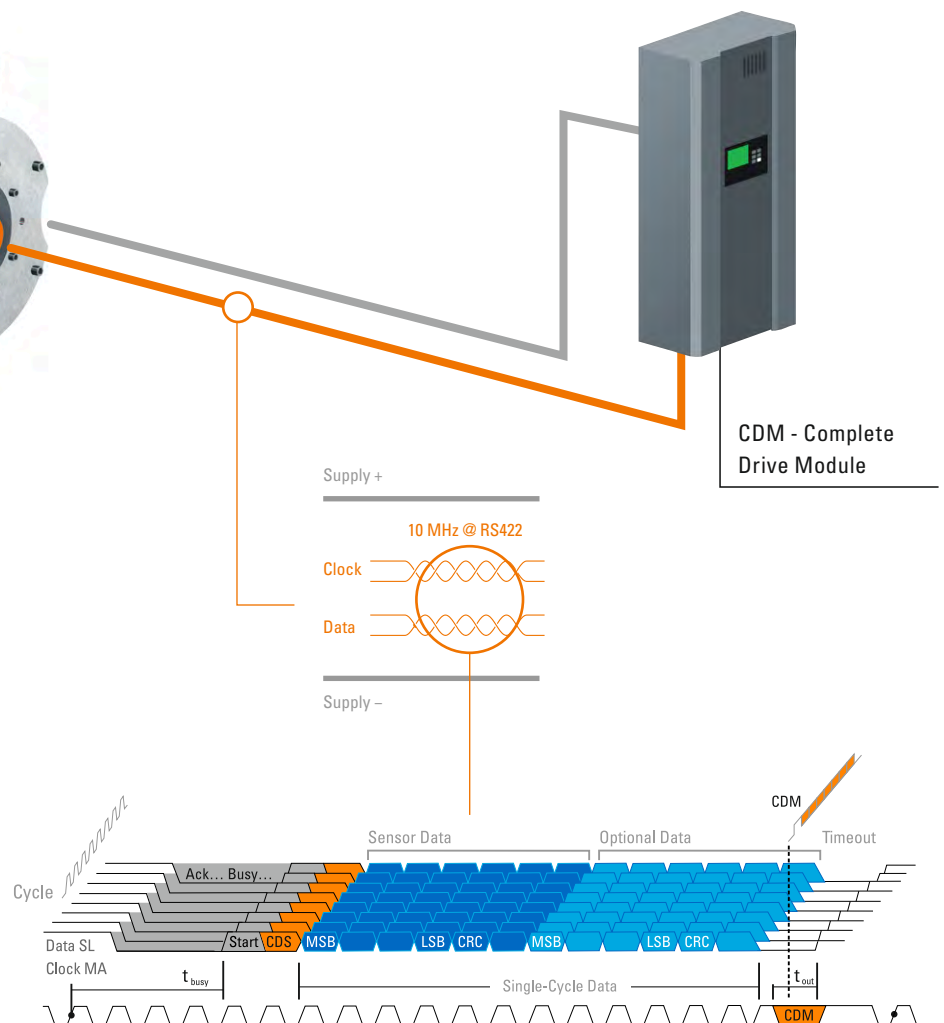 CDM - Complete
Drive Module
Supply +
10 MHz @ RS422
Clock
Data
Supply –
CDM
Sensor Data
Optional Data
Timeout
Ack... Busy...
Cycle
Data SL
Start
CDS
MSB
LSB
CRC
MSB
LSB
CRC
Clock MA
t busy
Single-Cycle Data
t out
CDM